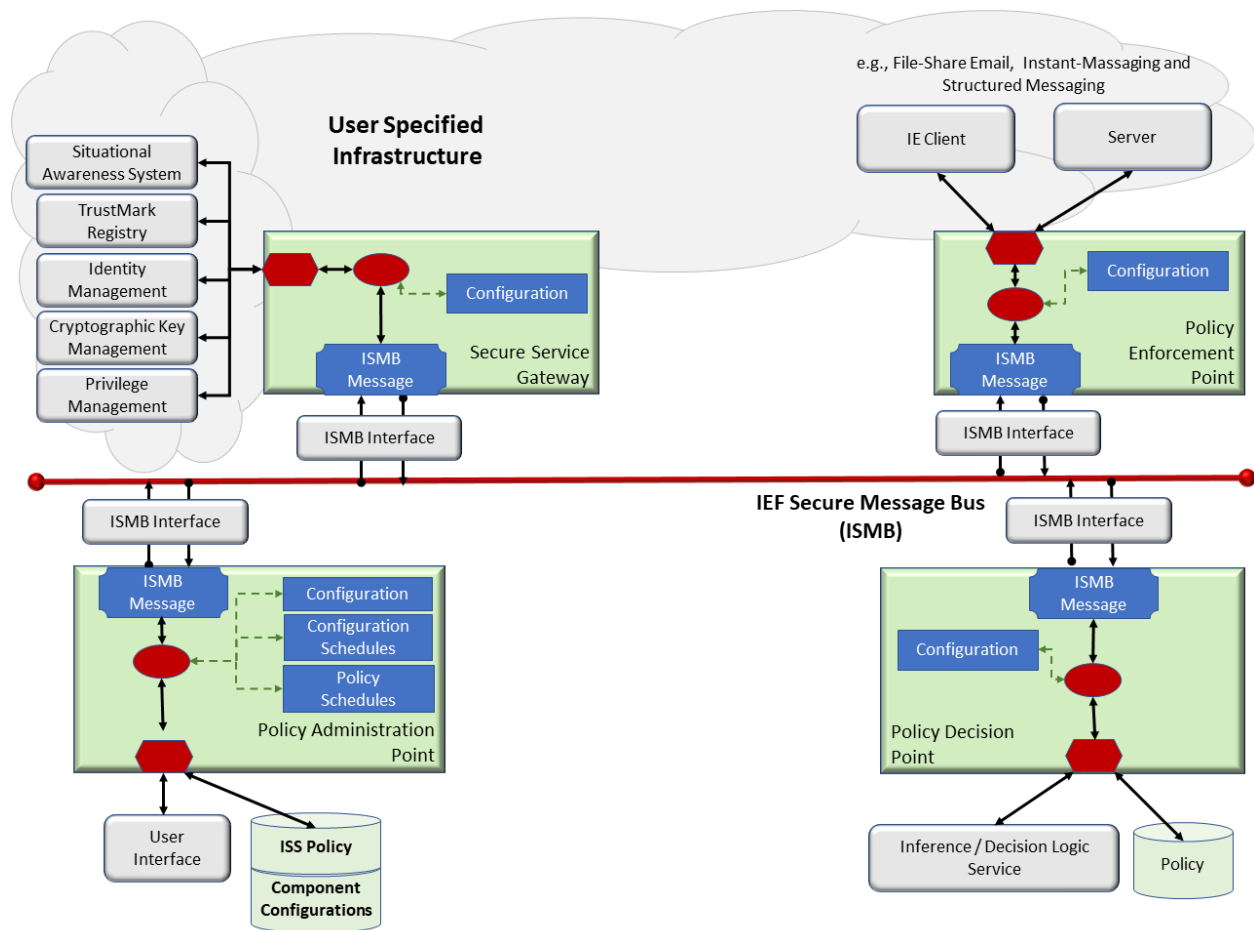 e.g., File-Share Email,  Instant-Massaging and
Structured Messaging
User Specified
Infrastructure
IE Client
Server
Situational
Awareness System
TrustMark
Registry
Identity
Management
Cryptographic Key
Management
Privilege
Management
Configuration
ISMB
Message
Secure Service
Gateway
ISMB Interface
Configuration
Policy
Enforcement
Point
ISMB
Message
ISMB Interface
IEF Secure Message Bus
(ISMB)
ISMB Interface
ISMB
Message
Configuration
Configuration
Schedules
Policy
Schedules
Policy Administration
Point
User
Interface
ISS Policy
Component
Configurations
ISMB Interface
ISMB
Message
Configuration
Policy Decision
Point
Inference / Decision Logic
Service
Policy